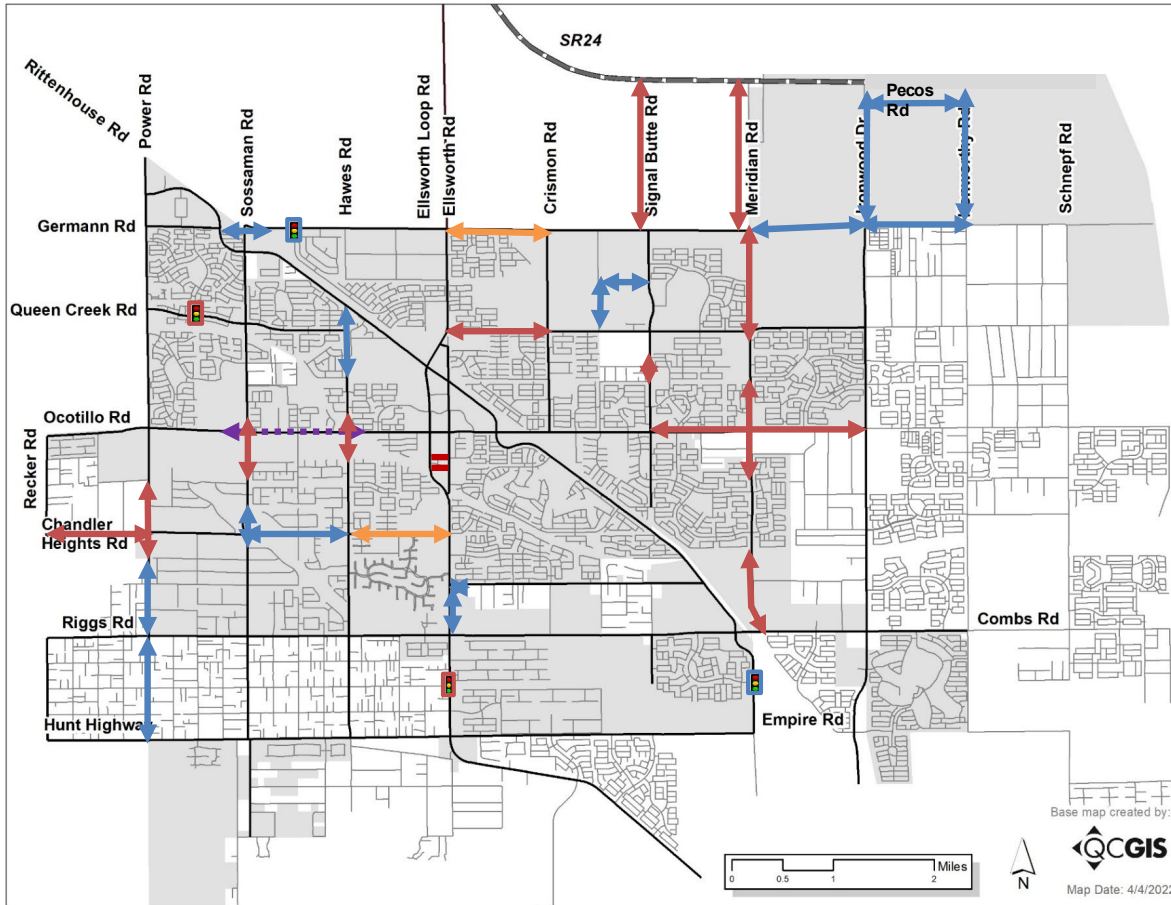 SR24
Rittenhouse Rd
Power Rd
Sossaman Rd
Hawes Rd
Ellsworth Loop Rd
Ellsworth Rd
Crismon Rd
Signal Butte Rd
Meridian Rd
Pecos
Rd
Schnepf Rd
Germann Rd
Queen Creek Rd
Ocotillo Rd
Recker Rd
Chandler
Heights Rd
Riggs Rd
Combs Rd
Hunt Highway
Empire Rd
Base map created by:
QCGIS
Miles
0 0.5 1 2
N
Map Date: 4/4/2022